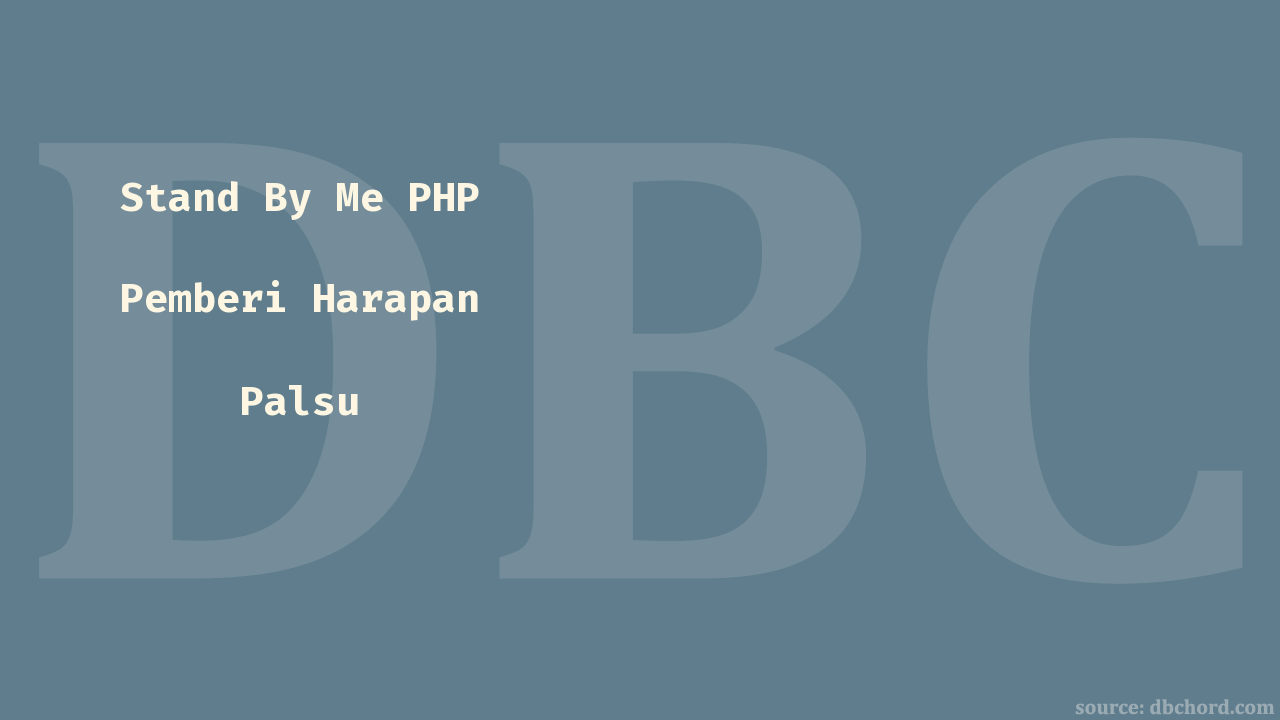 Stand By Me PHP
Pemberi Harapan
Palsu
DBC
source: dbchord.com